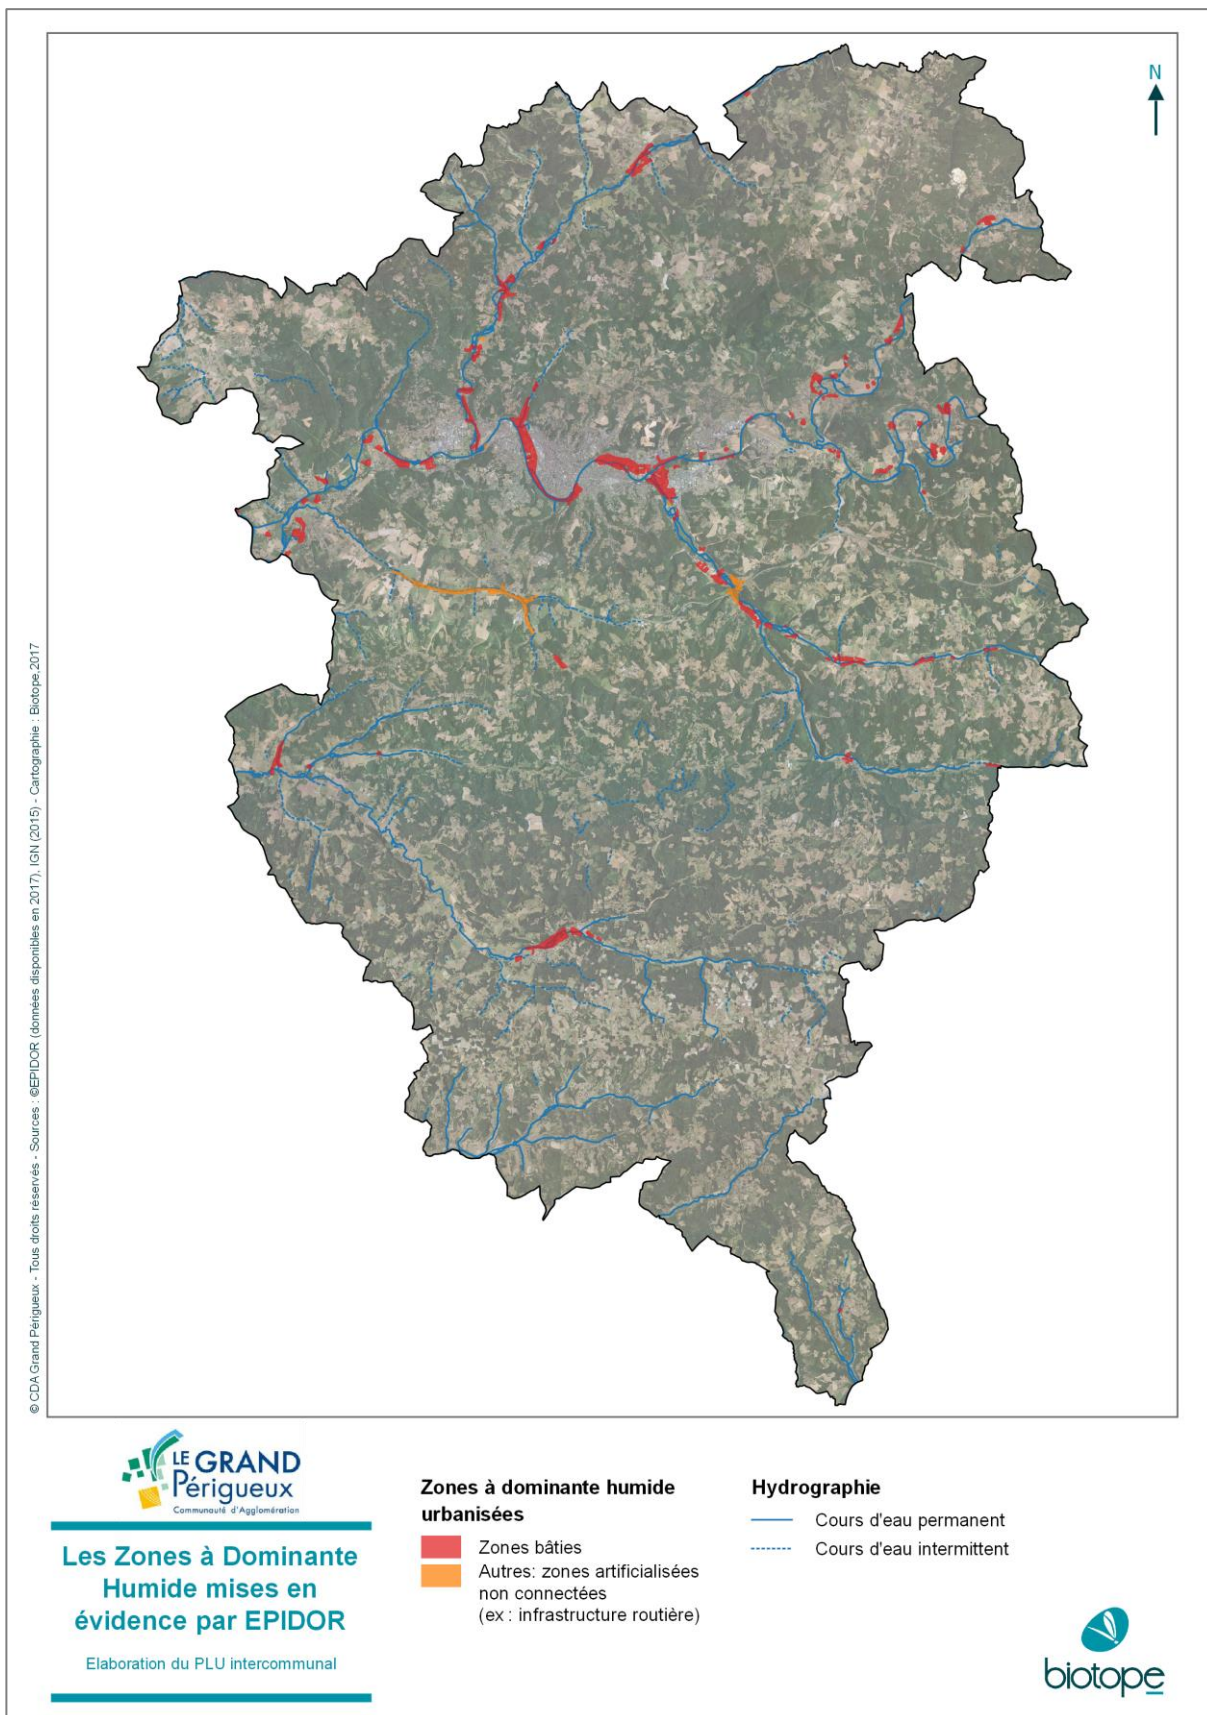 N
© CDA Grand Périgueux - Tous droits réservés - Sources : ©EPIDOR (données disponibles en 2017), IGN (2015) - Cartographie : Biotope,2017
LE GRAND
Périgueux
Communauté d'Agglomération
Les Zones à Dominante
Humide mises en
évidence par EPIDOR
Elaboration du PLU intercommunal
Zones à dominante humide
urbanisées
Zones bâties
Autres: zones artificialisées
non connectées
(ex : infrastructure routière)
Hydrographie
Cours d'eau permanent
Cours d'eau intermittent
biotope